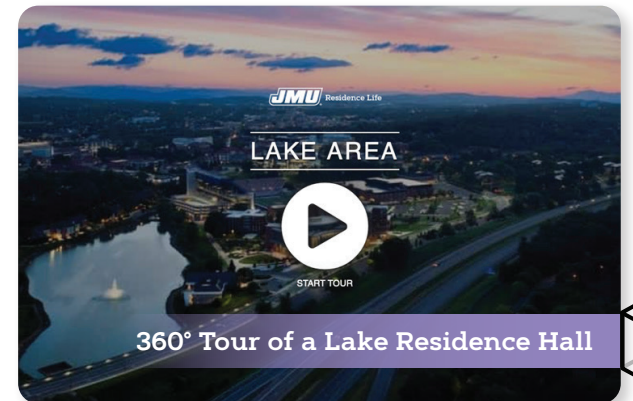 JMU Residence Life
LAKE AREA
START TOUR
360° Tour of a Lake Residence Hall